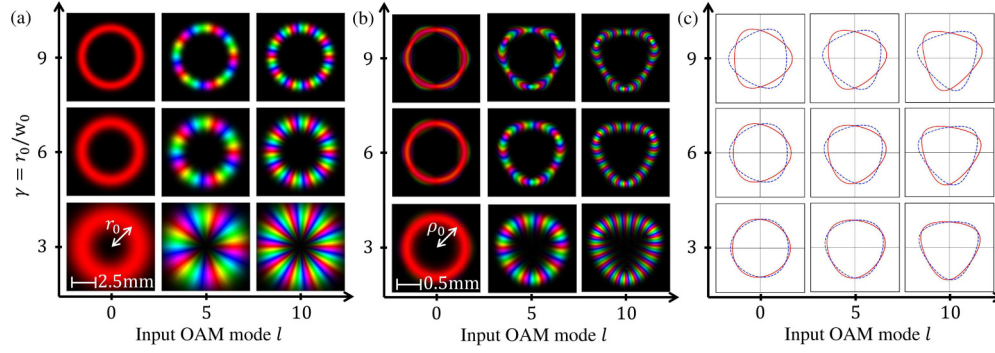 (a)
(b)
(c)
γ = r₀/w₀
9
6
3
r₀
2.5mm
0
5
10
Input OAM mode l
9
6
3
ρ₀
0.5mm
0
5
10
Input OAM mode l
9
6
3
0
5
10
Input OAM mode l